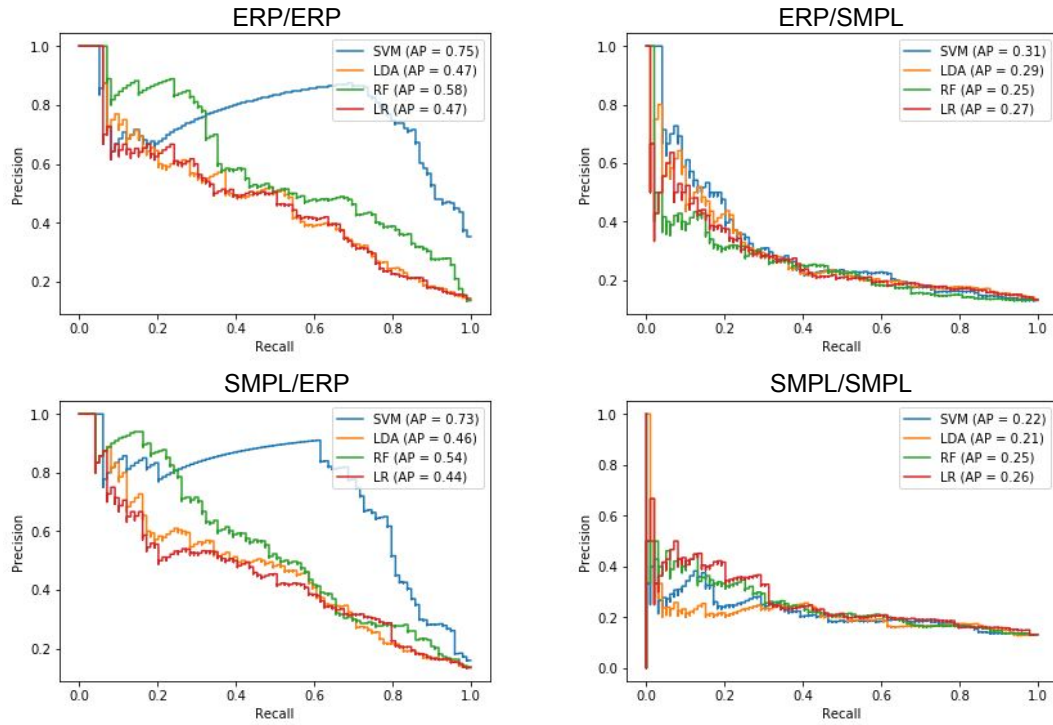 ERP/ERP
1.0
0.8
0.6
0.4
0.2
Precision
0.0 0.2 0.4 0.6 0.8 1.0
Recall
SVM (AP = 0.75)
LDA (AP = 0.47)
RF (AP = 0.58)
LR (AP = 0.47)
ERP/SMPL
1.0
0.8
0.6
0.4
0.2
Precision
0.0 0.2 0.4 0.6 0.8 1.0
Recall
SVM (AP = 0.31)
LDA (AP = 0.29)
RF (AP = 0.25)
LR (AP = 0.27)
SMPL/ERP
1.0
0.8
0.6
0.4
0.2
Precision
0.0 0.2 0.4 0.6 0.8 1.0
Recall
SVM (AP = 0.73)
LDA (AP = 0.46)
RF (AP = 0.54)
LR (AP = 0.44)
SMPL/SMPL
1.0
0.8
0.6
0.4
0.2
0.0
Precision
0.0 0.2 0.4 0.6 0.8 1.0
Recall
SVM (AP = 0.22)
LDA (AP = 0.21)
RF (AP = 0.25)
LR (AP = 0.26)